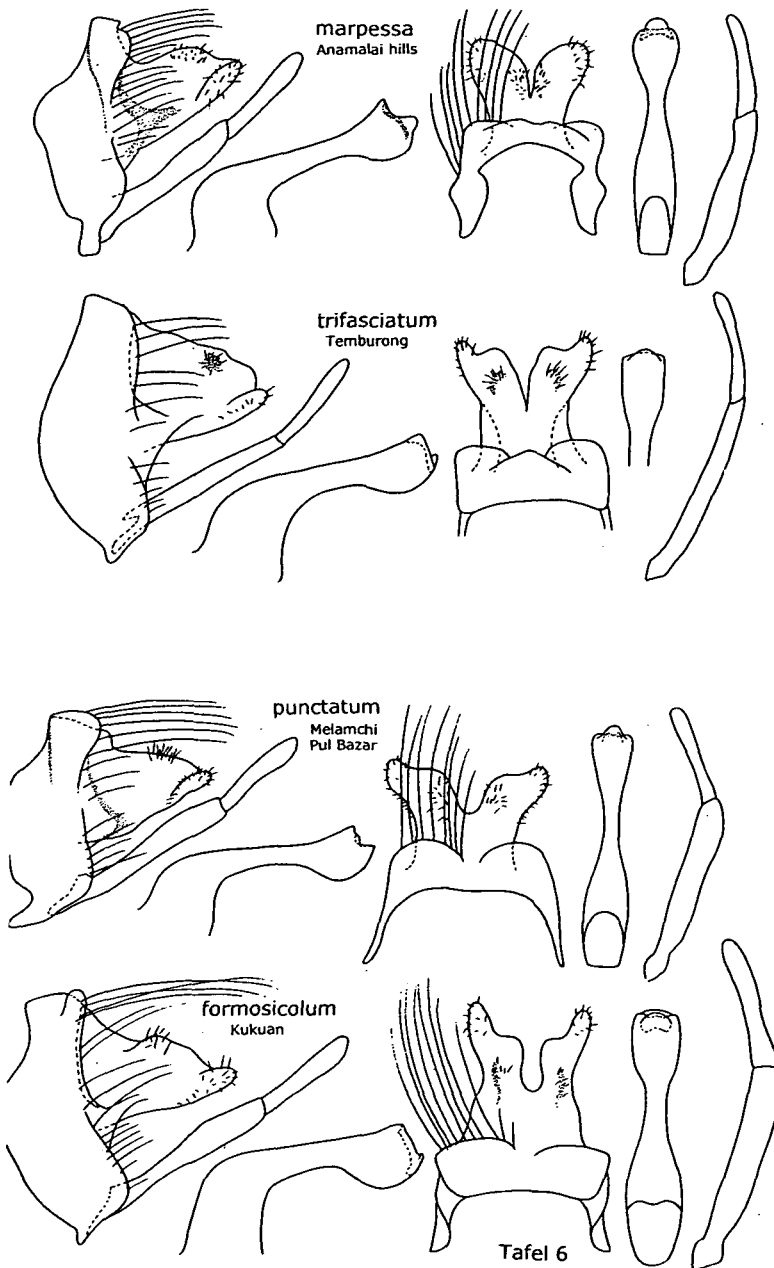 marpessa
Anamalai hills
trifasciatum
Temburong
punctatum
Melamchi
Pul Bazar
formosicolum
Kukuan
Tafel 6